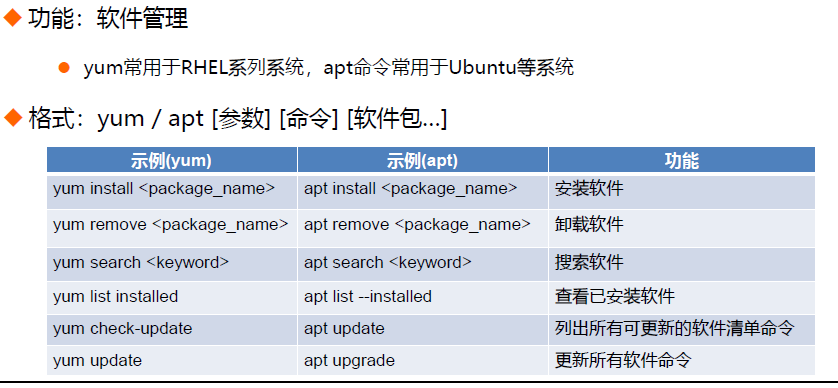 功能：软件管理
yum常用于RHEL系列系统，apt命令常用于Ubuntu等系统
格式：yum / apt [参数] [命令] [软件包...]
示例(yum) 示例(apt) 功能
yum install <package_name> apt install <package_name> 安装软件
yum remove <package_name> apt remove <package_name> 卸载软件
yum search <keyword> apt search <keyword> 搜索软件
yum list installed apt list --installed 查看已安装软件
yum check-update apt update 列出所有可更新的软件清单命令
yum update apt upgrade 更新所有软件命令